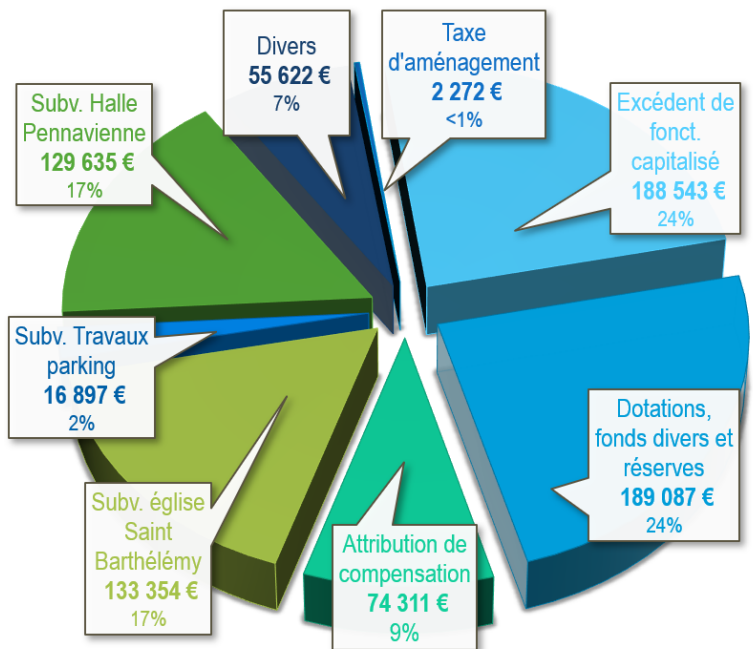 Divers
55 622 €
7%
Taxe
d'aménagement
2 272 €
<1%
Excédent de
fonct.
capitalisé
188 543 €
24%
Subv. Halle
Pennavienne
129 635 €
17%
Subv. Travaux
parking
16 897 €
2%
Dotations,
fonds divers et
réserves
189 087 €
24%
Subv. église
Saint
Barthélémy
133 354 €
17%
Attribution de
compensation
74 311 €
9%